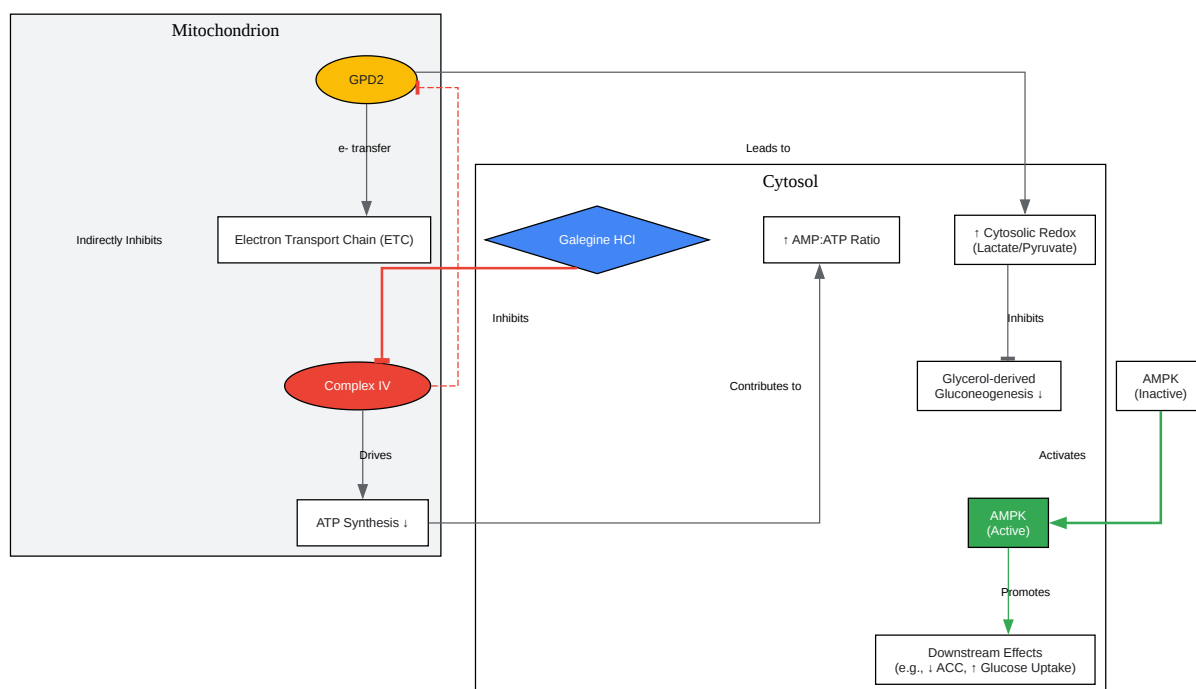 Mitochondrion
GPD2
e- transfer
Leads to
Cytosol
Indirectly Inhibits
Electron Transport Chain (ETC)
Galegine HCl
↑ AMP:ATP Ratio
↑ Cytosolic Redox
(Lactate/Pyruvate)
Inhibits
Inhibits
Complex IV
Contributes to
Glycerol-derived
Gluconeogenesis ↓
AMPK
(Inactive)
Drives
Activates
ATP Synthesis ↓
AMPK
(Active)
Promotes
Downstream Effects
(e.g., ↓ ACC, ↑ Glucose Uptake)